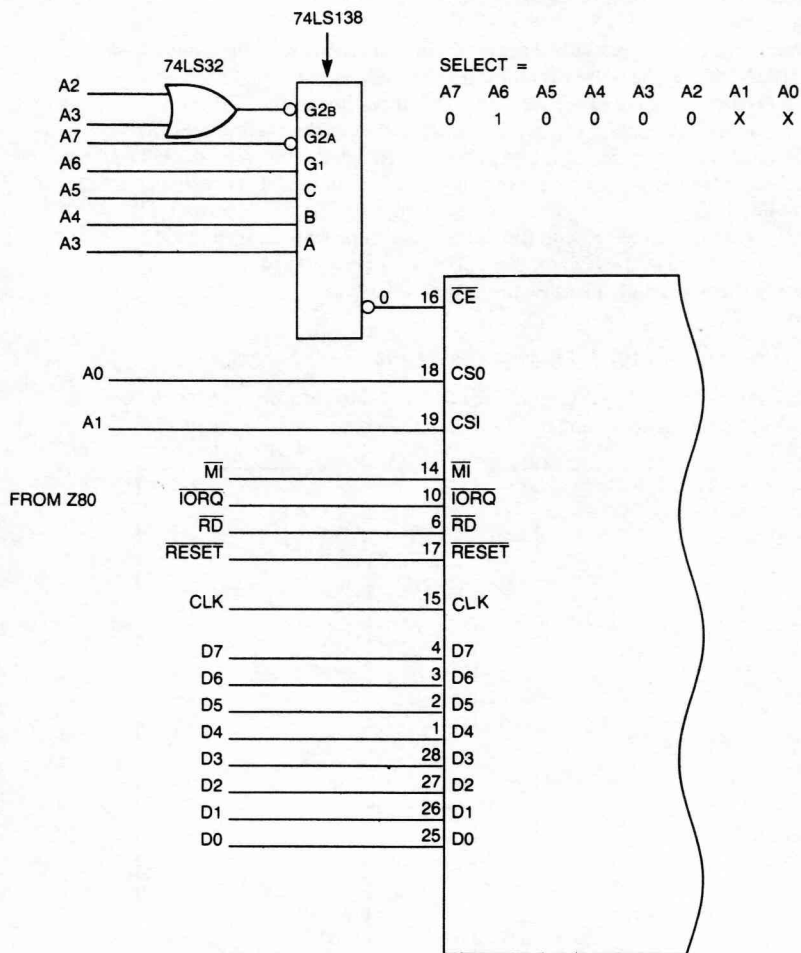 74LS138
74LS32
SELECT =
A7 A6 A5 A4 A3 A2 A1 A0
0 1 0 0 0 0 X X
A2
A3
A7
A6
A5
A4
A3
G2B
G2A
G1
C
B
A
0 16 CE
A0 18 CS0
A1 19 CSI
FROM Z80
MI 14 MI
IORQ 10 IORQ
RD 6 RD
RESET 17 RESET
CLK 15 CLK
D7 4 D7
D6 3 D6
D5 2 D5
D4 1 D4
D3 28 D3
D2 27 D2
D1 26 D1
D0 25 D0